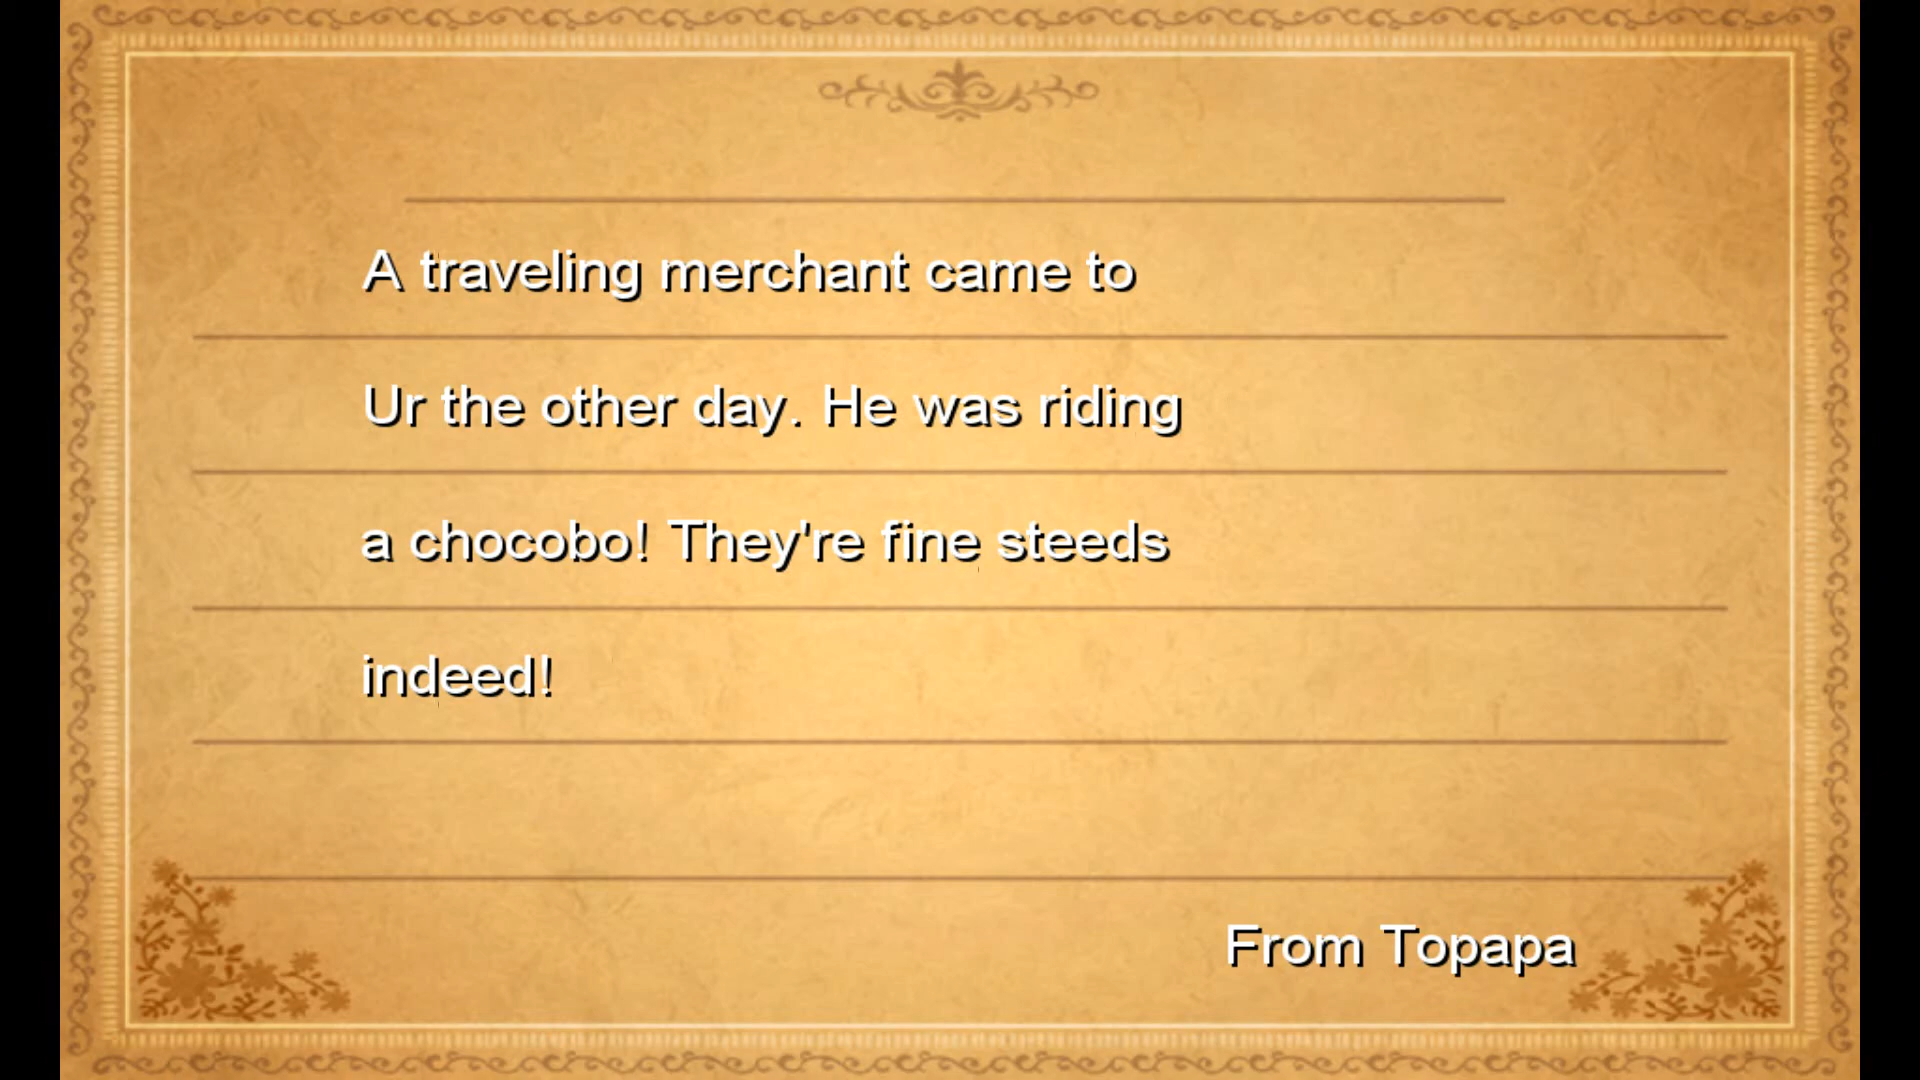 A traveling merchant came to
Ur the other day. He was riding
a chocobo! They're fine steeds
indeed!
From Topapa